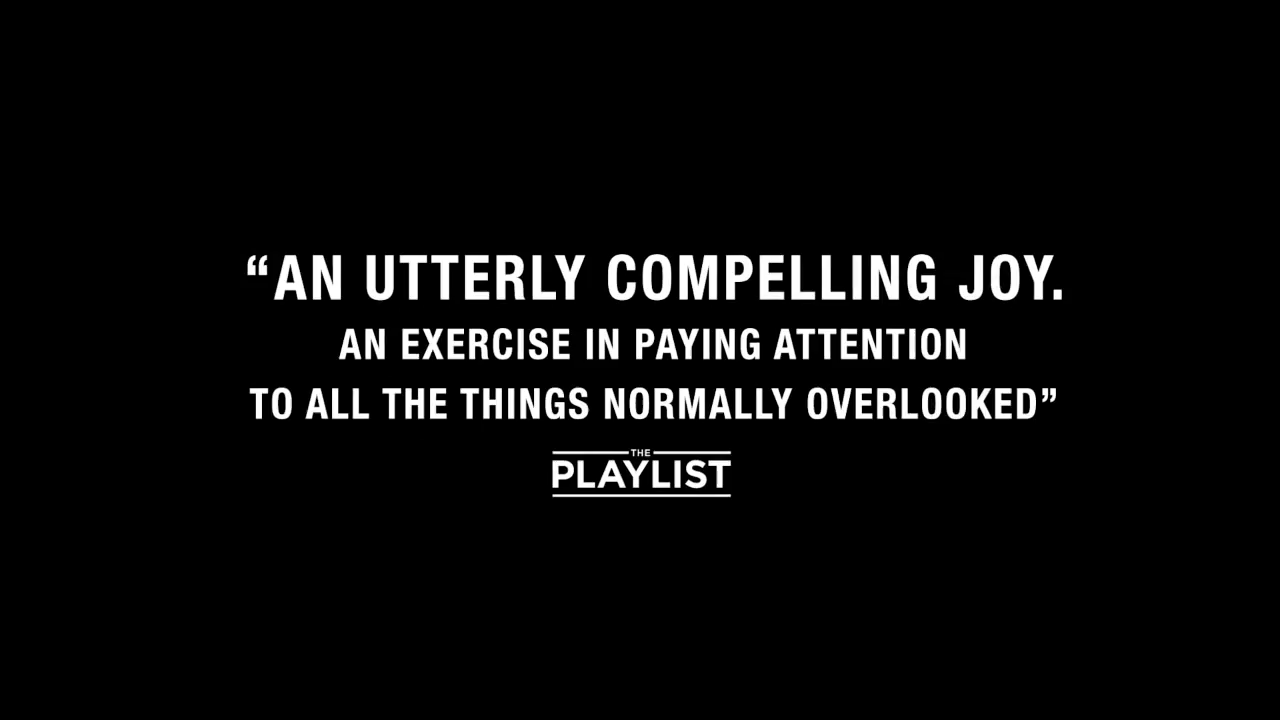 “AN UTTERLY COMPELLING JOY.
AN EXERCISE IN PAYING ATTENTION
TO ALL THE THINGS NORMALLY OVERLOOKED”
THE
PLAYLIST